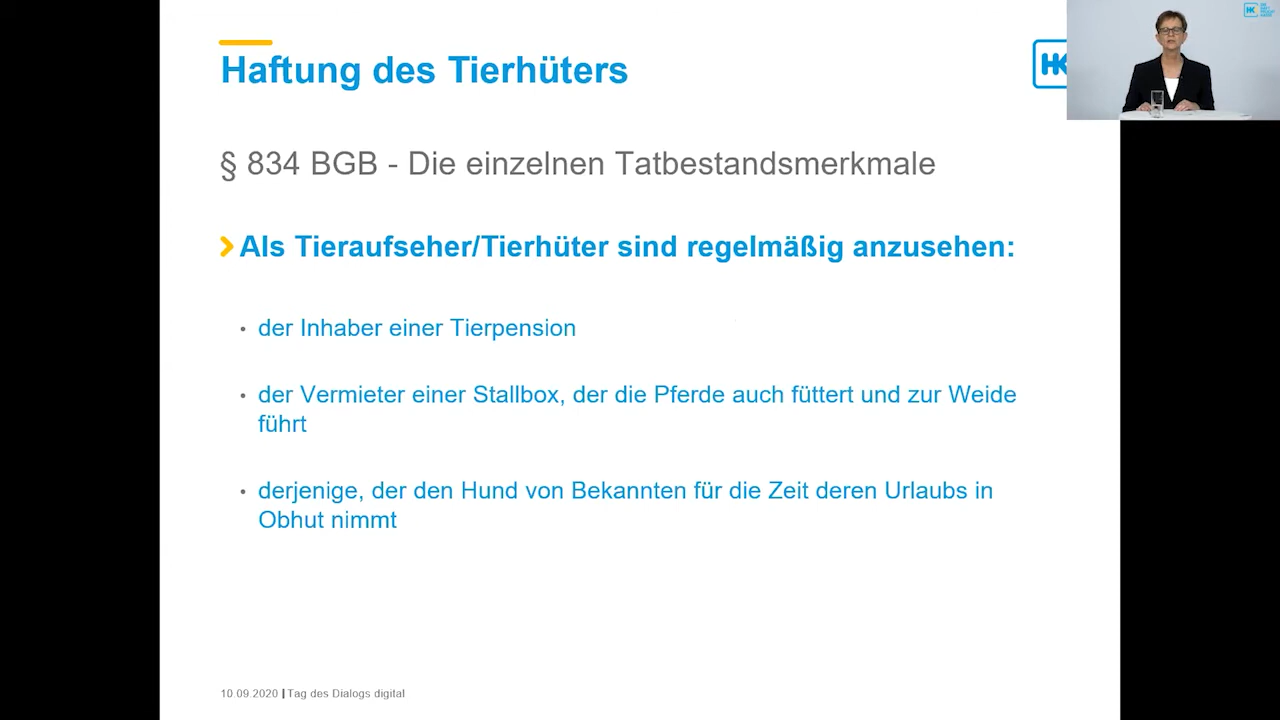 Haftung des Tierhüters
HK
HK
§ 834 BGB - Die einzelnen Tatbestandsmerkmale
Als Tieraufseher/Tierhüter sind regelmäßig anzusehen:
• der Inhaber einer Tierpension
• der Vermieter einer Stallbox, der die Pferde auch füttert und zur Weide
führt
• derjenige, der den Hund von Bekannten für die Zeit deren Urlaubs in
Obhut nimmt
10.09.2020 | Tag des Dialogs digital